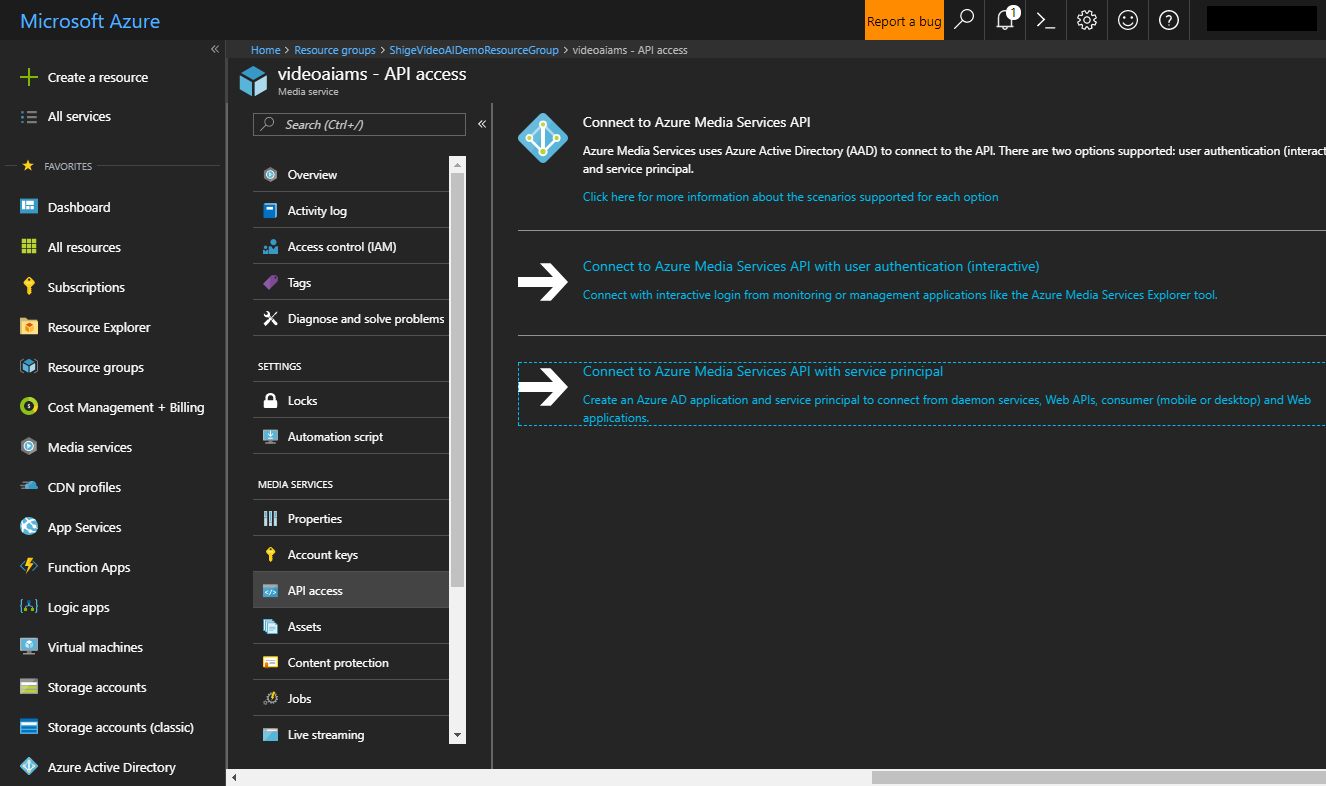 Microsoft Azure
Report a bug
1
Home > Resource groups > ShigeVideoAIDemoResourceGroup > videoaiams - API access
videoaiams - API access
Media service
Create a resource
All services
FAVORITES
Dashboard
All resources
Subscriptions
Resource Explorer
Resource groups
Cost Management + Billing
Media services
CDN profiles
App Services
Function Apps
Logic apps
Virtual machines
Storage accounts
Storage accounts (classic)
Azure Active Directory
Search (Ctrl+/)
Overview
Activity log
Access control (IAM)
Tags
Diagnose and solve problems
SETTINGS
Locks
Automation script
MEDIA SERVICES
Properties
Account keys
API access
Assets
Content protection
Jobs
Live streaming
Connect to Azure Media Services API
Azure Media Services uses Azure Active Directory (AAD) to connect to the API. There are two options supported: user authentication (interact
and service principal.
Click here for more information about the scenarios supported for each option
Connect to Azure Media Services API with user authentication (interactive)
Connect with interactive login from monitoring or management applications like the Azure Media Services Explorer tool.
Connect to Azure Media Services API with service principal
Create an Azure AD application and service principal to connect from daemon services, Web APIs, consumer (mobile or desktop) and Web
applications.